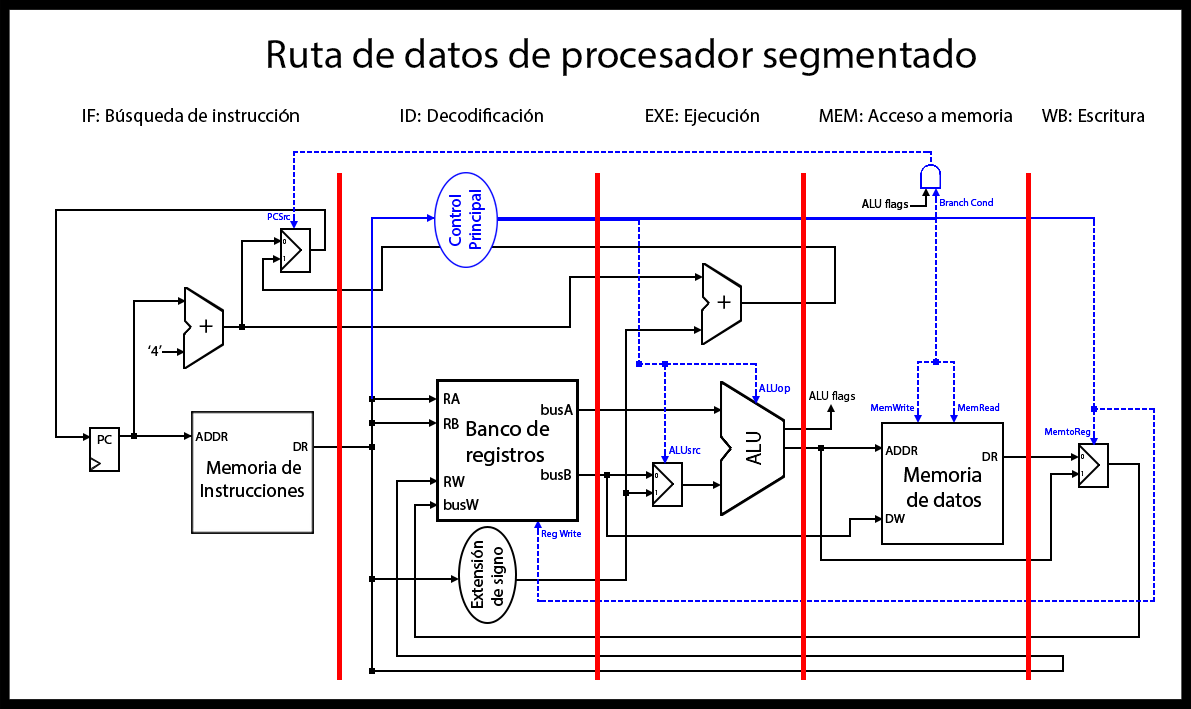 Ruta de datos de procesador segmentado
IF: Búsqueda de instrucción
ID: Decodificación
EXE: Ejecución
MEM: Acceso a memoria
WB: Escritura
Control
Principal
ALU flags
Branch Cond
PCSrc
0
1
+
+
'4'
ALUop
ALU flags
RA
RB
RW
busW
busA
busB
Banco de
registros
MemWrite
MemRead
MemtoReg
PC
ADDR
DR
Memoria de
Instrucciones
ALUsrc
0
1
ALU
ADDR
DR
DW
Memoria
de datos
0
1
Reg Write
Extensión
de signo